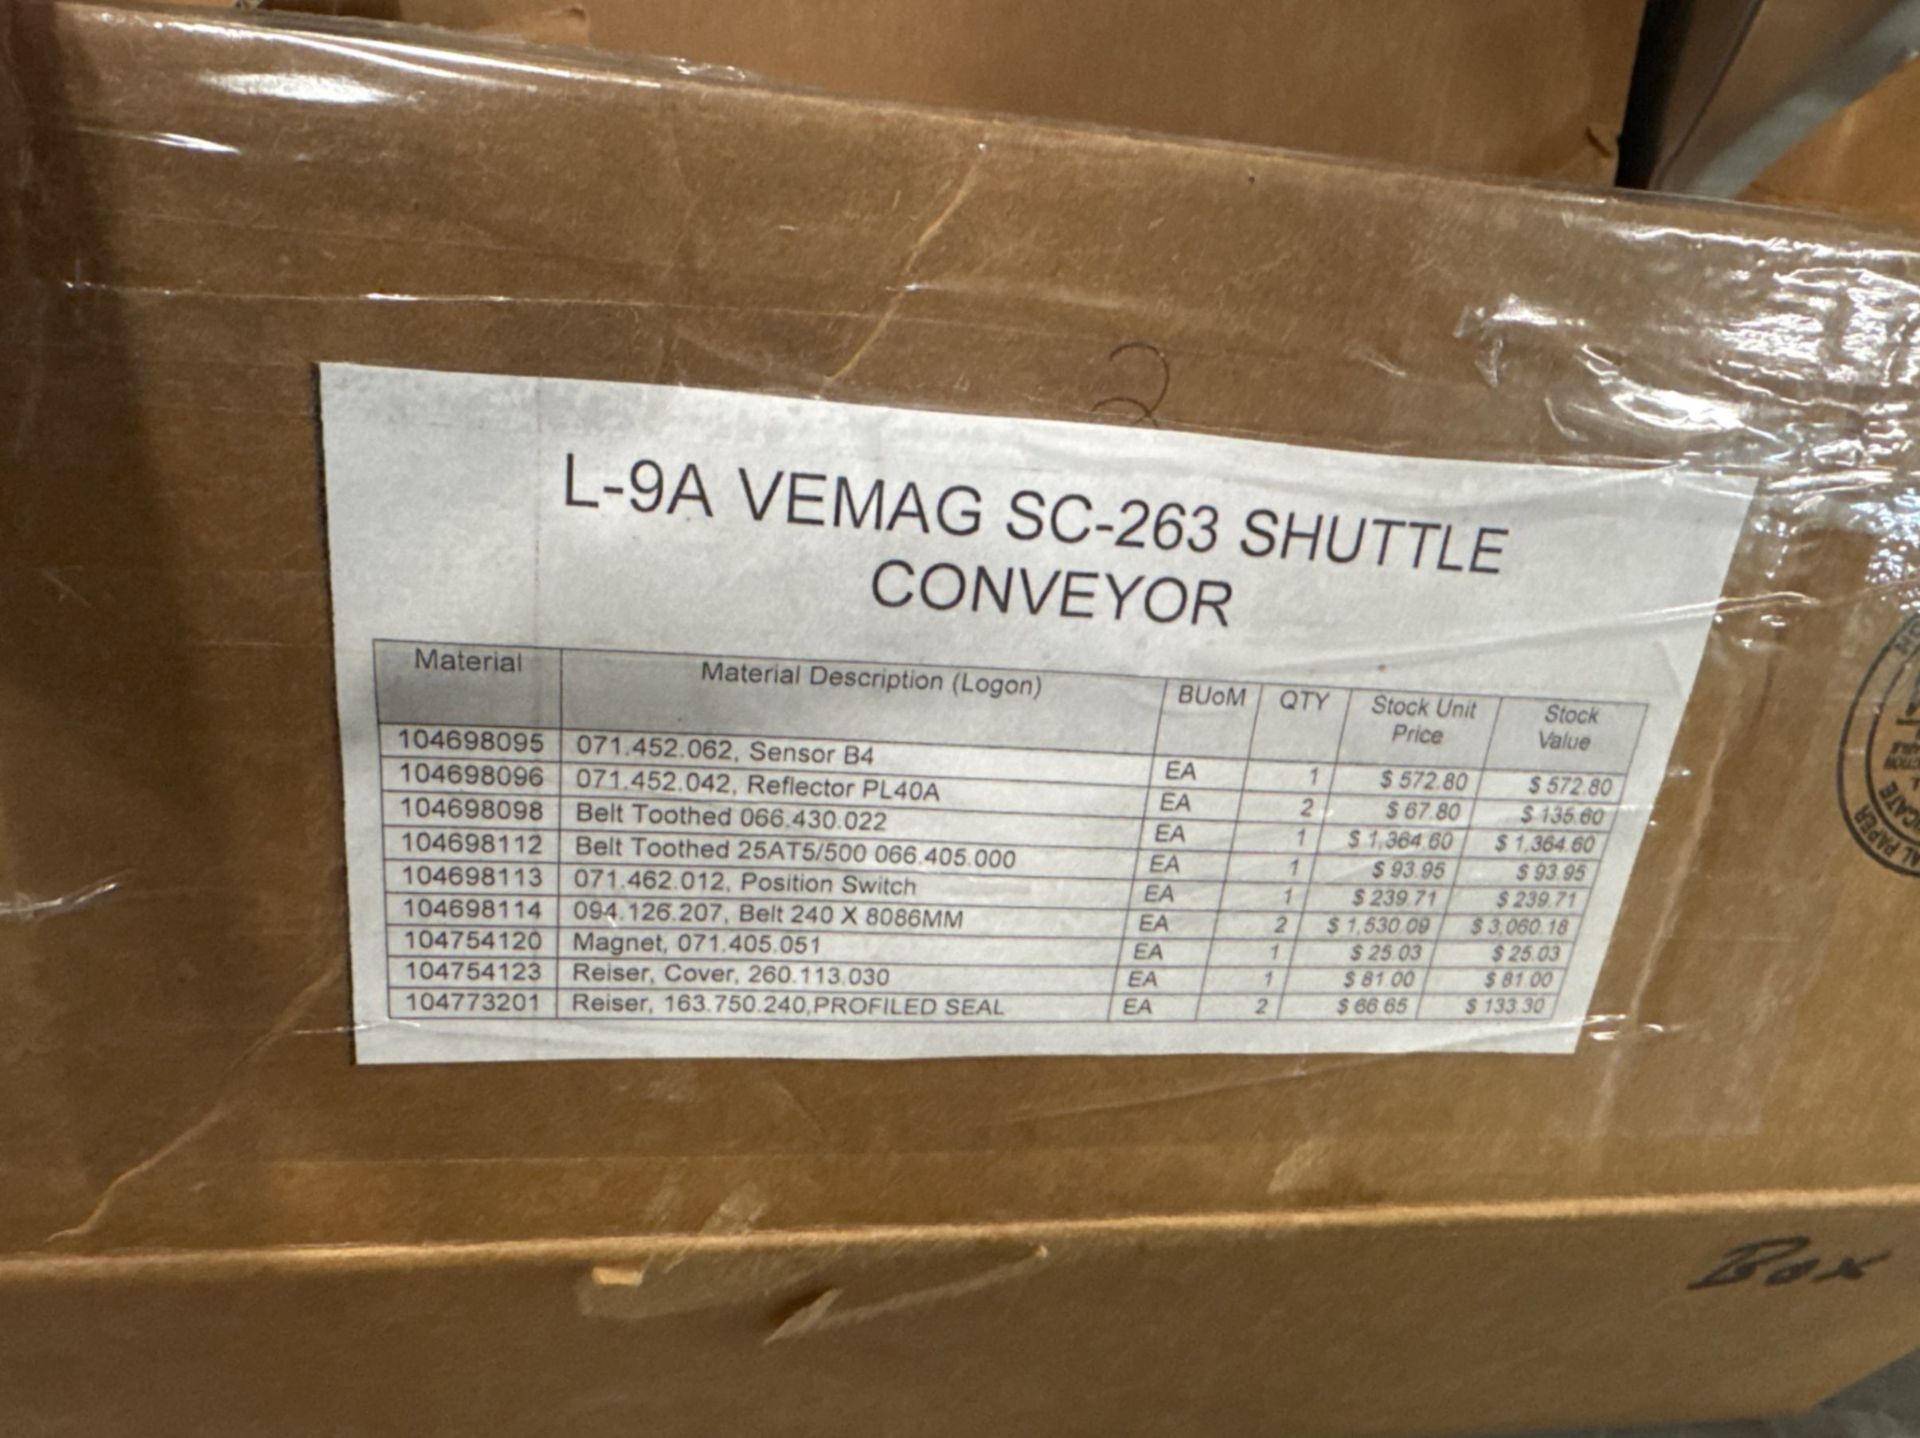 L-9A VEMAG SC-263 SHUTTLE
CONVEYOR
Material Material Description (Logon) BUoM QTY Stock Unit Price Stock Value
104698095 071.452.062, Sensor B4 EA 1 $ 572.80 $ 572.80
104698096 071.452.042, Reflector PL40A EA 2 $ 67.80 $ 135.60
104698098 Belt Toothed 066.430.022 EA 1 $ 1,364.60 $ 1,364.60
104698112 Belt Toothed 25AT5/500 066.405.000 EA 1 $ 93.95 $ 93.95
104698113 071.462.012, Position Switch EA 1 $ 239.71 $ 239.71
104698114 094.126.207, Belt 240 X 8086MM EA 2 $ 1,530.09 $ 3,060.18
104754120 Magnet, 071.405.051 EA 1 $ 25.03 $ 25.03
104754123 Reiser, Cover, 260.113.030 EA 1 $ 81.00 $ 81.00
104773201 Reiser, 163.750.240,PROFILED SEAL EA 2 $ 66.65 $ 133.30
Box